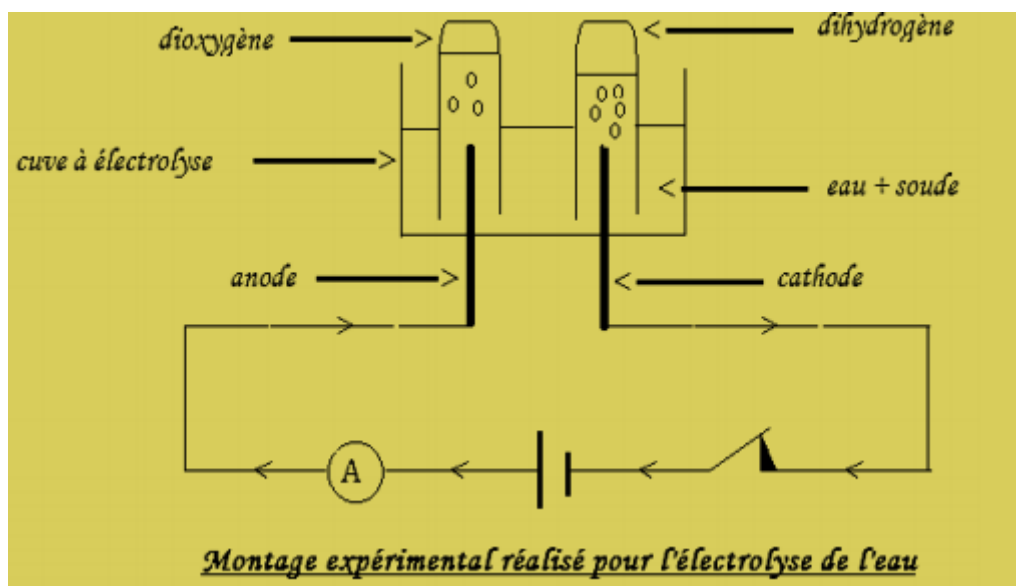 dioxygène
dihydrogène
cuve à électrolyse
eau + soude
anode
cathode
A
Montage expérimental réalisé pour l'électrolyse de l'eau